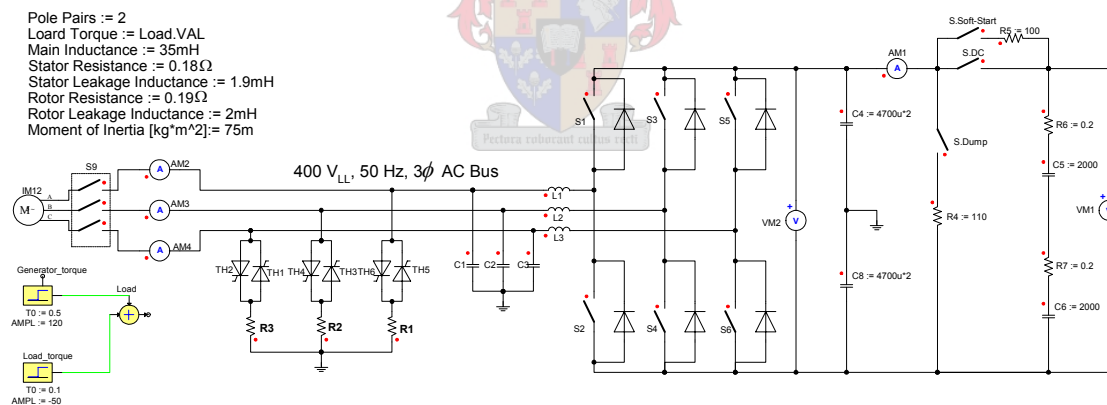 Pole Pairs := 2
Loard Torque := Load.VAL
Main Inductance := 35mH
Stator Resistance := 0.18Ω
Stator Leakage Inductance := 1.9mH
Rotor Resistance := 0.19Ω
Rotor Leakage Inductance := 2mH
Moment of Inertia [kg*m^2]:= 75m
Pectora roborant cultus recti
S.Soft-Start
R5 := 100
S.DC
AM1
A
S1
S3
S5
C4 := 4700u*2
R6 := 0.2
S.Dump
C5 := 2000
S9
AM2
A
400 V_LL, 50 Hz, 3ϕ AC Bus
IM12
M~
A
B
C
AM3
A
AM4
A
L1
L2
L3
VM2
+
V
R4 := 110
VM1
+
V
TH2
TH1
TH4
TH3
TH6
TH5
C1
C2
C3
C8 := 4700u*2
R7 := 0.2
Generator_torque
T0 := 0.5
AMPL := 120
Load
R3
R2
R1
S2
S4
S6
C6 := 2000
Load_torque
T0 := 0.1
AMPL := -50